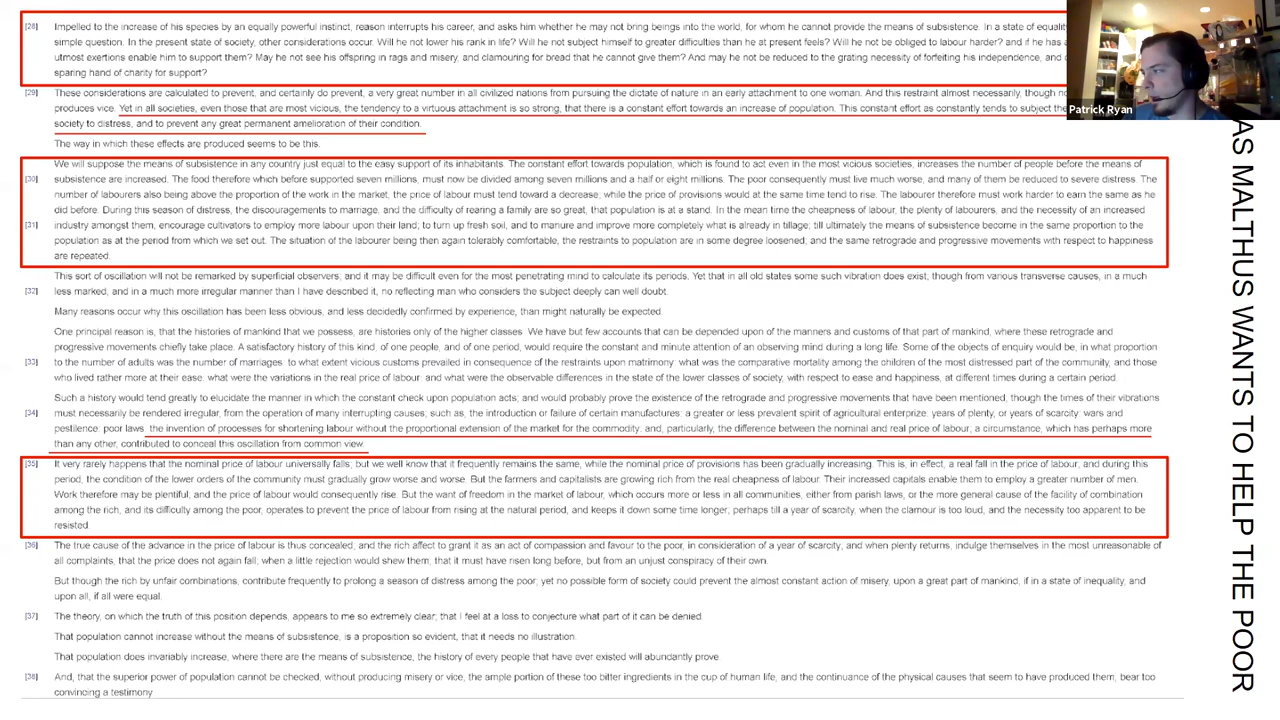 [28] Impelled to the increase of his species by an equally powerful instinct, reason interrupts his career, and asks him whether he may not bring beings into the world, for whom he cannot provide the means of subsistence. In a state of equality
simple question. In the present state of society, other considerations occur. Will he not lower his rank in life? Will he not subject himself to greater difficulties than he at present feels? Will he not be obliged to labour harder? and if he has a
utmost exertions enable him to support them? May he not see his offspring in rags and misery, and clamouring for bread that he cannot give them? And may he not be reduced to the grating necessity of forfeiting his independence, and
sparing hand of charity for support?
[29] These considerations are calculated to prevent, and certainly do prevent, a very great number in all civilized nations from pursuing the dictate of nature in an early attachment to one woman. And this restraint almost necessarily, though no
produces vice. Yet in all societies, even those that are most vicious, the tendency to a virtuous attachment is so strong, that there is a constant effort towards an increase of population. This constant effort as constantly tends to subject the
society to distress, and to prevent any great permanent amelioration of their condition.
The way in which these effects are produced seems to be this.
We will suppose the means of subsistence in any country just equal to the easy support of its inhabitants. The constant effort towards population, which is found to act even in the most vicious societies, increases the number of people before the means of
[30] subsistence are increased. The food therefore which before supported seven millions, must now be divided among seven millions and a half or eight millions. The poor consequently must live much worse, and many of them be reduced to severe distress. The
number of labourers also being above the proportion of the work in the market, the price of labour must tend toward a decrease; while the price of provisions would at the same time tend to rise. The labourer therefore must work harder to earn the same as he
did before. During this season of distress, the discouragements to marriage, and the difficulty of rearing a family are so great, that population is at a stand. In the mean time the cheapness of labour, the plenty of labourers, and the necessity of an increased
[31] industry amongst them, encourage cultivators to employ more labour upon their land; to turn up fresh soil, and to manure and improve more completely what is already in tillage; till ultimately the means of subsistence become in the same proportion to the
population as at the period from which we set out. The situation of the labourer being then again tolerably comfortable, the restraints to population are in some degree loosened; and the same retrograde and progressive movements with respect to happiness
are repeated.
This sort of oscillation will not be remarked by superficial observers; and it may be difficult even for the most penetrating mind to calculate its periods. Yet that in all old states some such vibration does exist; though from various transverse causes, in a much
[32] less marked, and in a much more irregular manner than I have described it, no reflecting man who considers the subject deeply can well doubt.
Many reasons occur why this oscillation has been less obvious, and less decidedly confirmed by experience, than might naturally be expected.
One principal reason is, that the histories of mankind that we possess, are histories only of the higher classes. We have but few accounts that can be depended upon of the manners and customs of that part of mankind, where these retrograde and
progressive movements chiefly take place. A satisfactory history of this kind, of one people, and of one period, would require the constant and minute attention of an observing mind during a long life. Some of the objects of enquiry would be, in what proportion
[33] to the number of adults was the number of marriages: to what extent vicious customs prevailed in consequence of the restraints upon matrimony: what was the comparative mortality among the children of the most distressed part of the community, and those
who lived rather more at their ease: what were the variations in the real price of labour: and what were the observable differences in the state of the lower classes of society, with respect to ease and happiness, at different times during a certain period.
Such a history would tend greatly to elucidate the manner in which the constant check upon population acts; and would probably prove the existence of the retrograde and progressive movements that have been mentioned, though the times of their vibrations
[34] must necessarily be rendered irregular, from the operation of many interrupting causes; such as, the introduction or failure of certain manufactures: a greater or less prevalent spirit of agricultural enterprize: years of plenty, or years of scarcity: wars and
pestilence: poor laws: the invention of processes for shortening labour without the proportional extension of the market for the commodity: and, particularly, the difference between the nominal and real price of labour; a circumstance, which has perhaps more
than any other, contributed to conceal this oscillation from common view.
[35] It very rarely happens that the nominal price of labour universally falls; but we well know that it frequently remains the same, while the nominal price of provisions has been gradually increasing. This is, in effect, a real fall in the price of labour; and during this
period, the condition of the lower orders of the community must gradually grow worse and worse. But the farmers and capitalists are growing rich from the real cheapness of labour. Their increased capitals enable them to employ a greater number of men.
Work therefore may be plentiful; and the price of labour would consequently rise. But the want of freedom in the market of labour, which occurs more or less in all communities, either from parish laws, or the more general cause of the facility of combination
among the rich, and its difficulty among the poor, operates to prevent the price of labour from rising at the natural period, and keeps it down some time longer; perhaps till a year of scarcity, when the clamour is too loud, and the necessity too apparent to be
resisted.
[36] The true cause of the advance in the price of labour is thus concealed; and the rich affect to grant it as an act of compassion and favour to the poor, in consideration of a year of scarcity; and when plenty returns, indulge themselves in the most unreasonable of
all complaints, that the price does not again fall; when a little rejection would shew them, that it must have risen long before, but from an unjust conspiracy of their own.
But though the rich by unfair combinations, contribute frequently to prolong a season of distress among the poor; yet no possible form of society could prevent the almost constant action of misery, upon a great part of mankind, if in a state of inequality, and
upon all, if all were equal.
[37] The theory, on which the truth of this position depends, appears to me so extremely clear; that I feel at a loss to conjecture what part of it can be denied.
That population cannot increase without the means of subsistence, is a proposition so evident, that it needs no illustration.
That population does invariably increase, where there are the means of subsistence, the history of every people that have ever existed will abundantly prove.
[38] And, that the superior power of population cannot be checked, without producing misery or vice, the ample portion of these too bitter ingredients in the cup of human life, and the continuance of the physical causes that seem to have produced them, bear too
convincing a testimony.
Patrick Ryan
AS MALTHUS WANTS TO HELP THE POOR